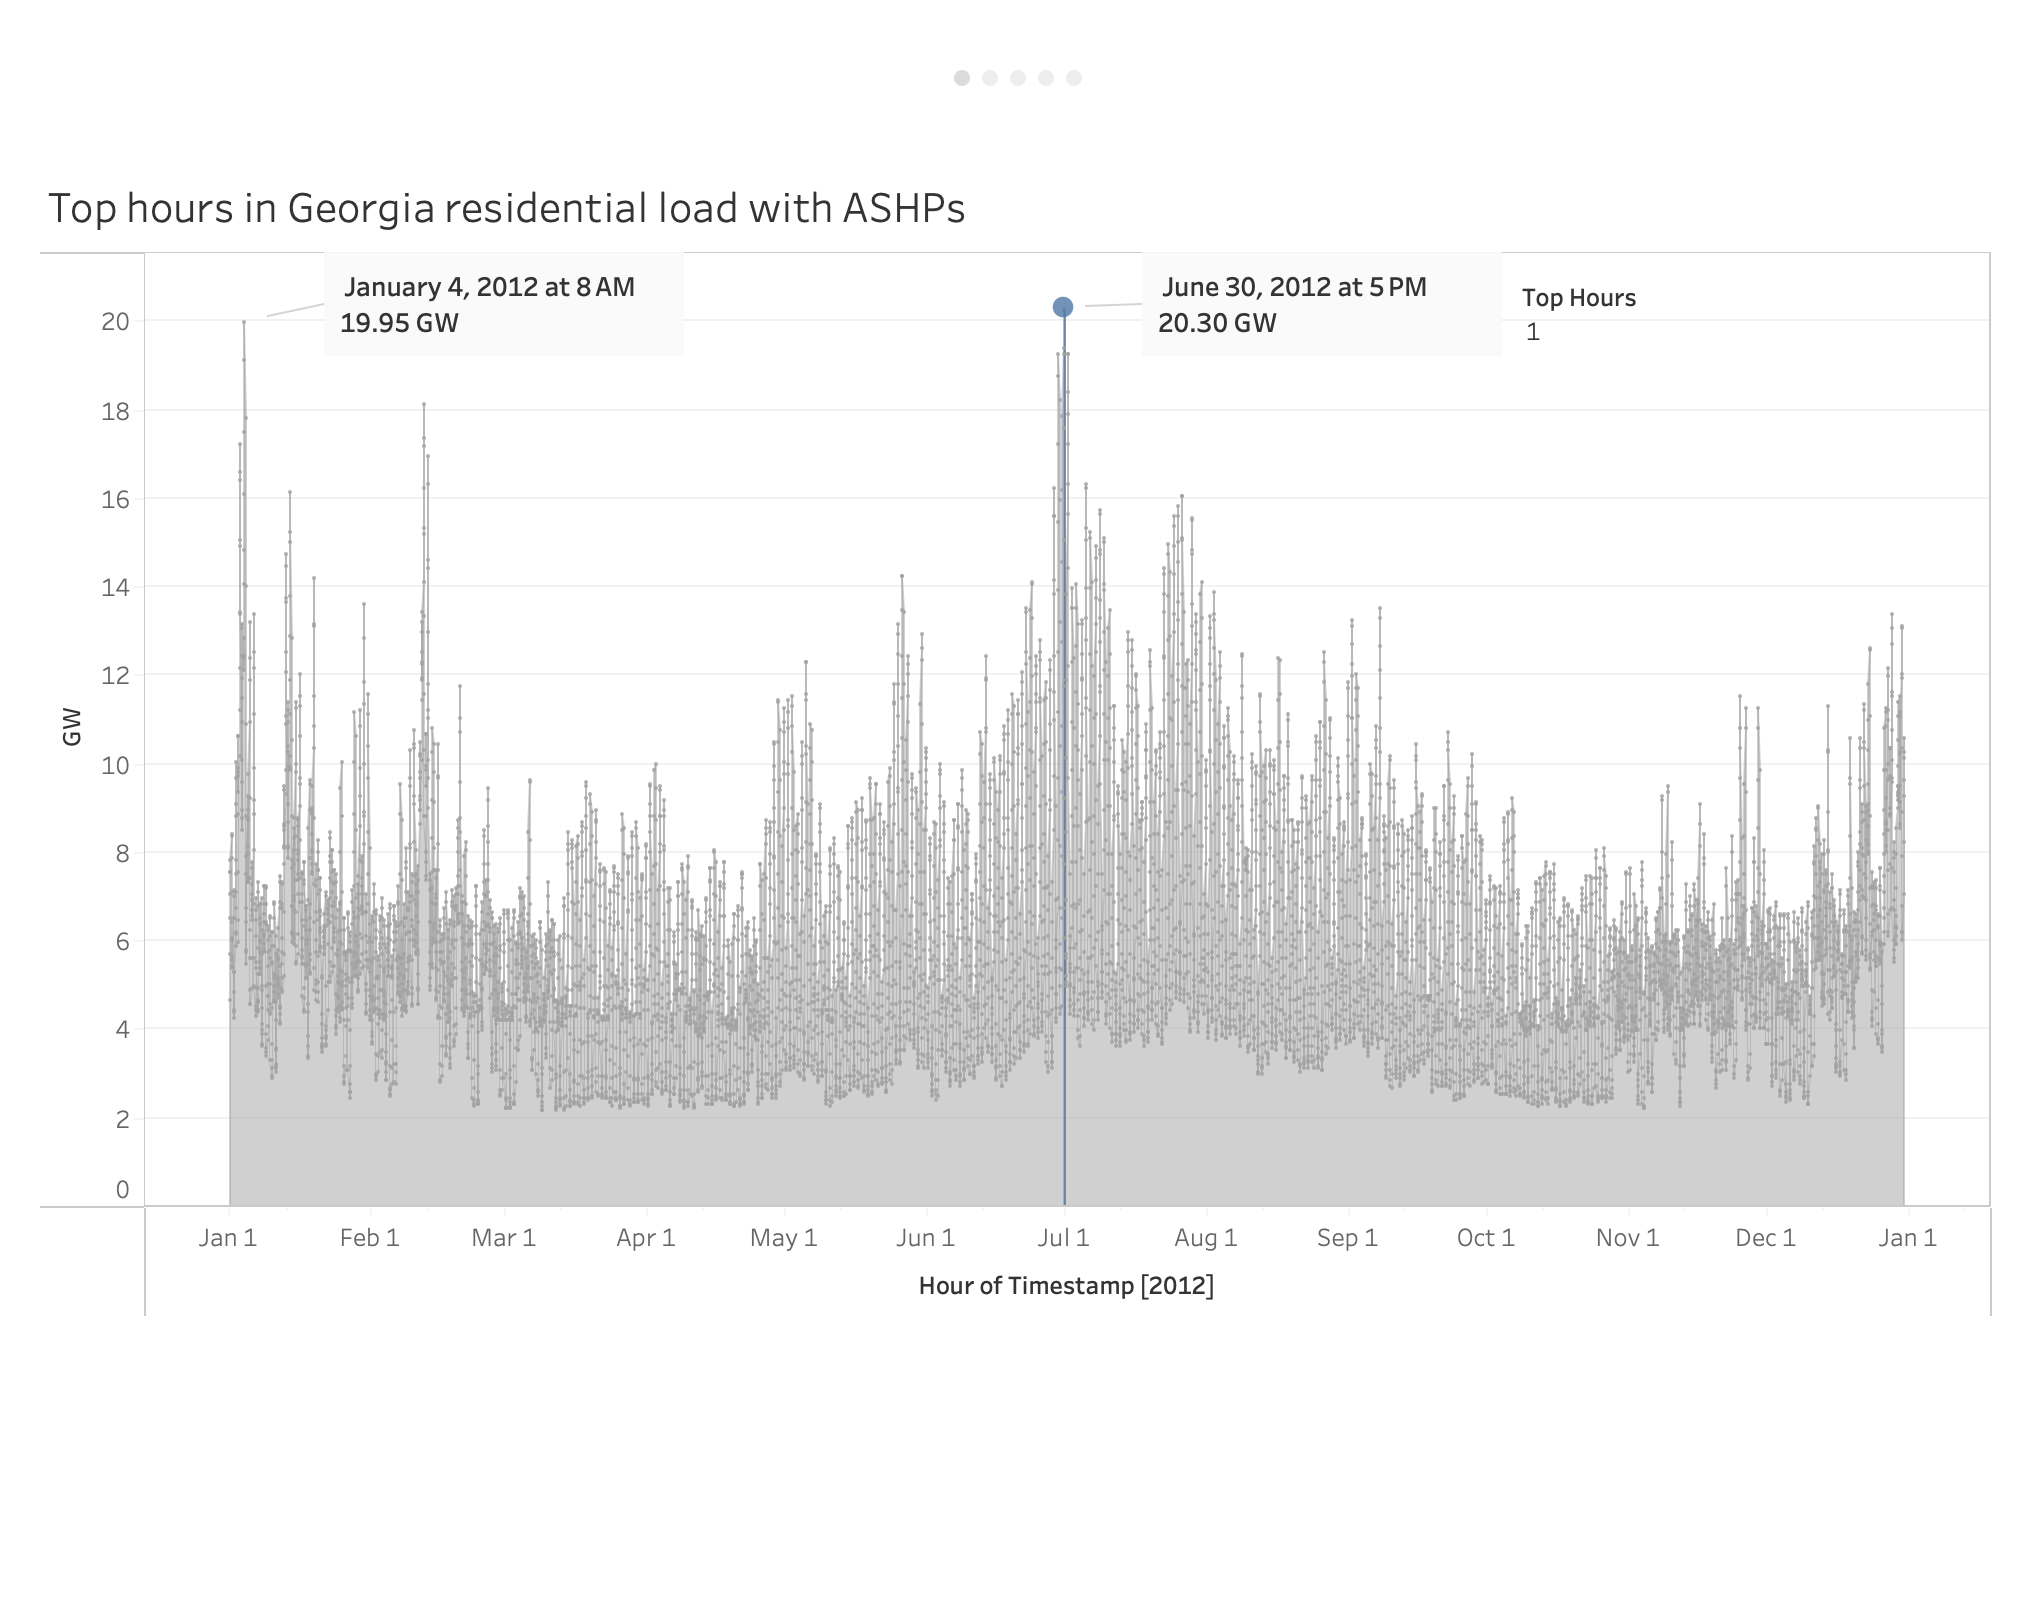 Top hours in Georgia residential load with ASHPs
January 4, 2012 at 8 AM
19.95 GW
June 30, 2012 at 5 PM
20.30 GW
Top Hours
1
GW
20
18
16
14
12
10
8
6
4
2
0
Jan 1 Feb 1 Mar 1 Apr 1 May 1 Jun 1 Jul 1 Aug 1 Sep 1 Oct 1 Nov 1 Dec 1 Jan 1
Hour of Timestamp [2012]